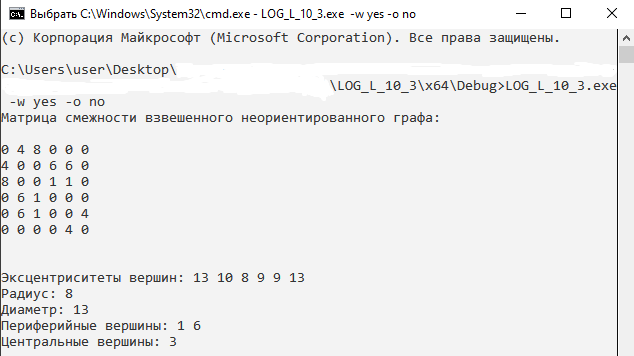 Выбрать C:\Windows\System32\cmd.exe - LOG_L_10_3.exe -w yes -o no
(c) Корпорация Майкрософт (Microsoft Corporation). Все права защищены.
C:\Users\user\Desktop\
\LOG_L_10_3\x64\Debug>LOG_L_10_3.exe
-w yes -o no
Матрица смежности взвешенного неориентированного графа:
0 4 8 0 0 0
4 0 0 6 6 0
8 0 0 1 1 0
0 6 1 0 0 0
0 6 1 0 0 4
0 0 0 0 4 0
Эксцентриситеты вершин: 13 10 8 9 9 13
Радиус: 8
Диаметр: 13
Периферийные вершины: 1 6
Центральные вершины: 3